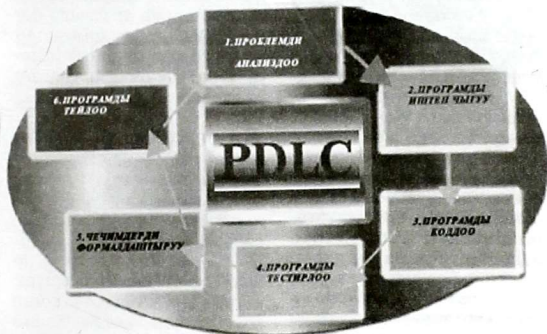 1.ПРОБЛЕМДИ
АНАЛИЗДОО
2.ПРОГРАМДЫ
ИШТЕП ЧЫГУУ
3.ПРОГРАМДЫ
КОДДОО
4.ПРОГРАМДЫ
ТЕСТИРЛОО
5.ЧЕЧИМДЕРДИ
ФОРМАЛДАШТЫРУУ
6.ПРОГРАМДЫ
ТЕЙЛОО
PDLC